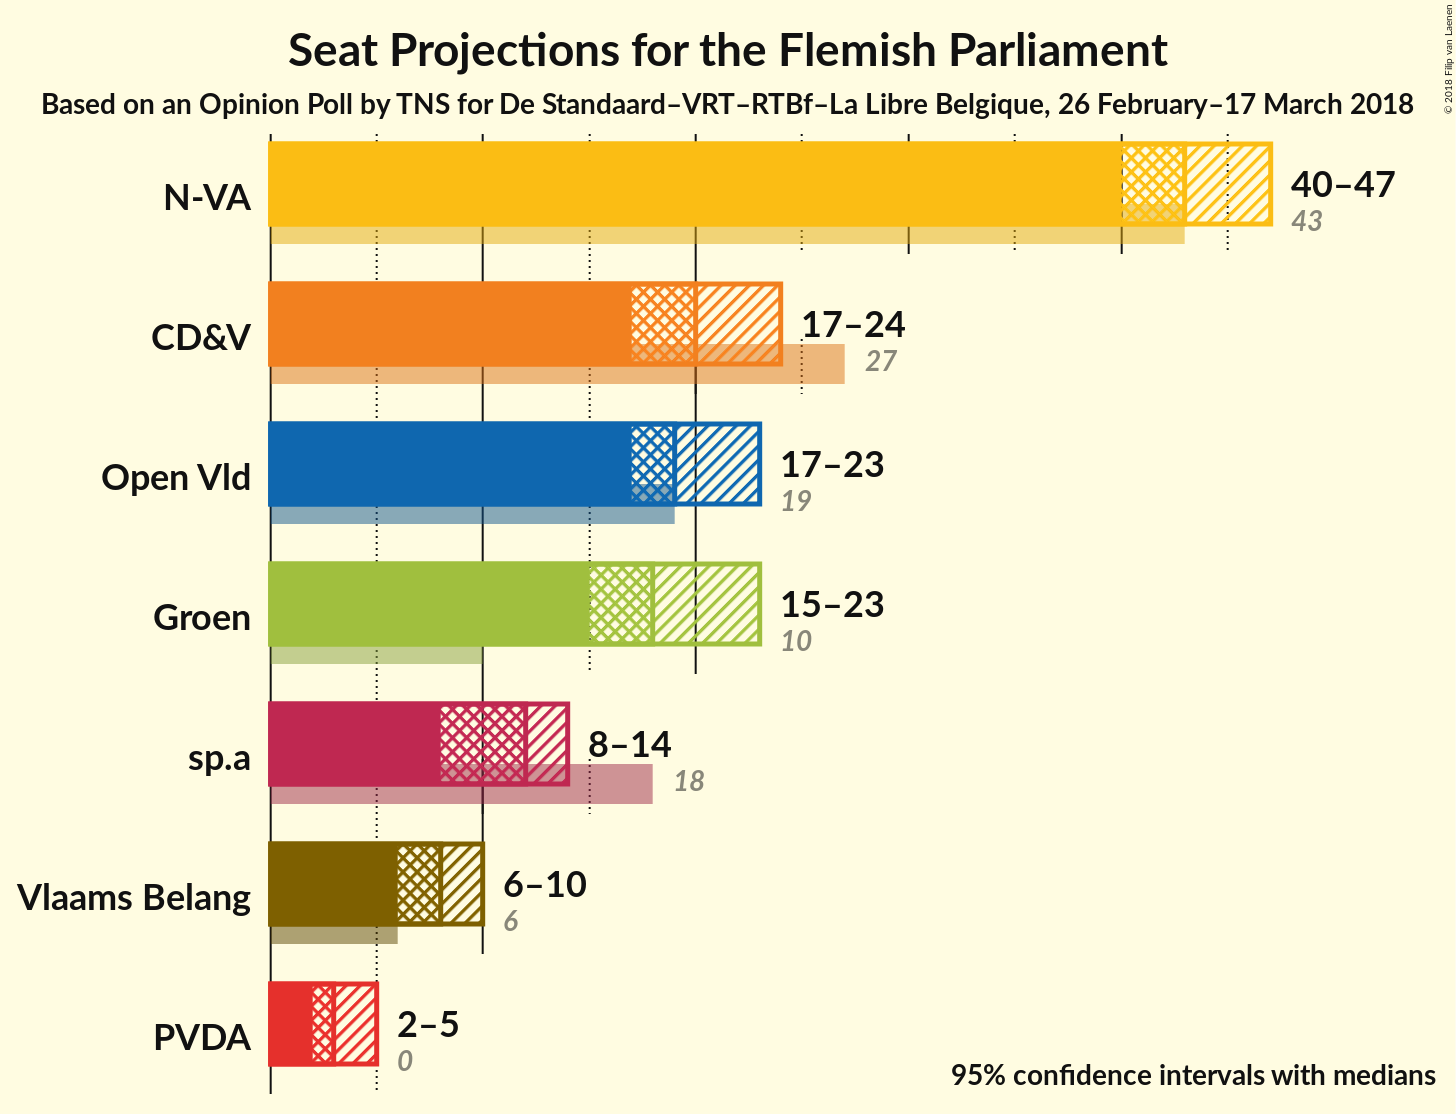 Seat Projections for the Flemish Parliament
Based on an Opinion Poll by TNS for De Standaard–VRT–RTBf–La Libre Belgique, 26 February–17 March 2018
© 2018 Filip van Laenen
N-VA
40–47
43
CD&V
17–24
27
Open Vld
17–23
19
Groen
15–23
10
sp.a
8–14
18
Vlaams Belang
6–10
6
PVDA
2–5
0
95% confidence intervals with medians